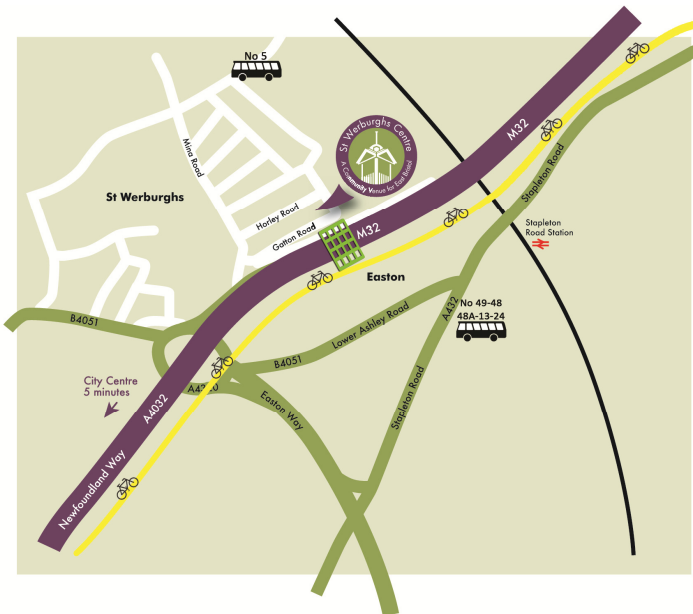 No 5
M32
St Werburghs Centre
A Community Venue for East Bristol
Mina Road
St Werburghs
Horley Road
Gatton Road
M32
Stapleton Road
Stapleton
Road Station
Easton
No 49-48
48A-13-24
A432
B4051
Lower Ashley Road
B4051
City Centre
5 minutes
A4032
Easton Way
Stapleton Road
Newfoundland Way